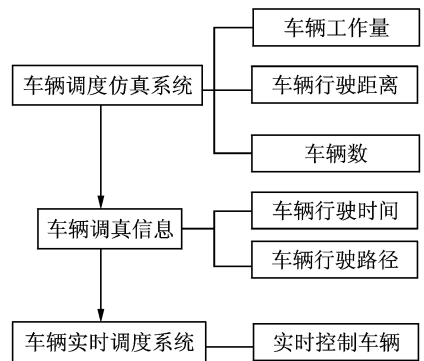 车辆工作量
车辆调度仿真系统
车辆行驶距离
车辆数
车辆行驶时间
车辆调真信息
车辆行驶路径
车辆实时调度系统
实时控制车辆